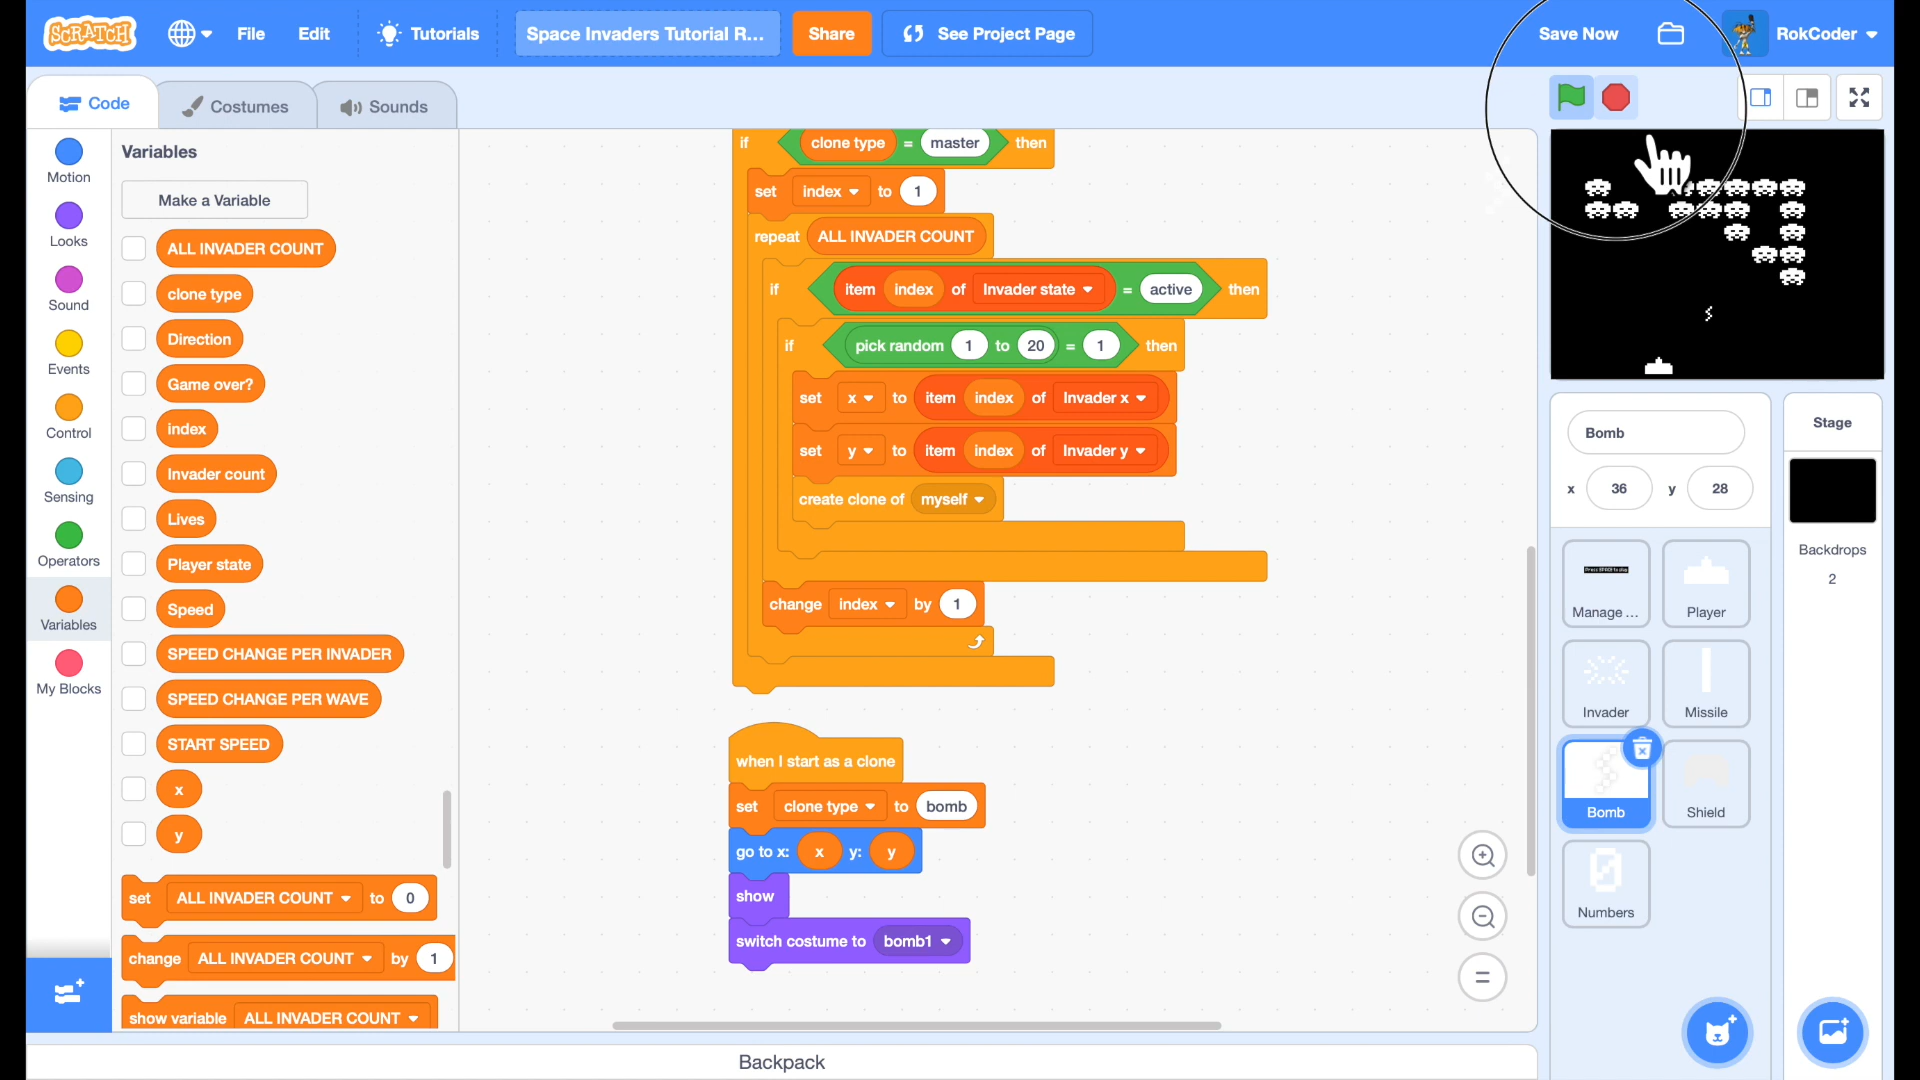 SCRATCH
File
Edit
Tutorials
Space Invaders Tutorial R...
Share
See Project Page
Save Now
RokCoder
Code
Costumes
Sounds
Motion
Looks
Sound
Events
Control
Sensing
Operators
Variables
My Blocks
Variables
Make a Variable
ALL INVADER COUNT
clone type
Direction
Game over?
index
Invader count
Lives
Player state
Speed
SPEED CHANGE PER INVADER
SPEED CHANGE PER WAVE
START SPEED
x
y
set ALL INVADER COUNT to 0
change ALL INVADER COUNT by 1
show variable ALL INVADER COUNT
if clone type = master then
set index to 1
repeat ALL INVADER COUNT
if item index of Invader state = active then
if pick random 1 to 20 = 1 then
set x to item index of Invader x
set y to item index of Invader y
create clone of myself
change index by 1
when I start as a clone
set clone type to bomb
go to x: x y: y
show
switch costume to bomb1
Backpack
Bomb
x 36 y 28
Press SPACE to play
Manage ...
Player
Invader
Missile
Bomb
Shield
Numbers
Stage
Backdrops
2